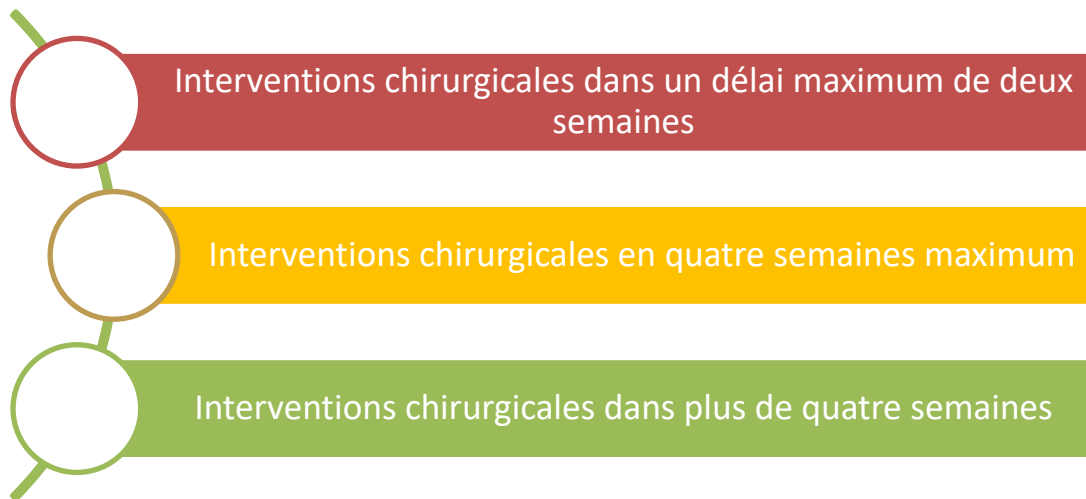 Interventions chirurgicales dans un délai maximum de deux
semaines
Interventions chirurgicales en quatre semaines maximum
Interventions chirurgicales dans plus de quatre semaines